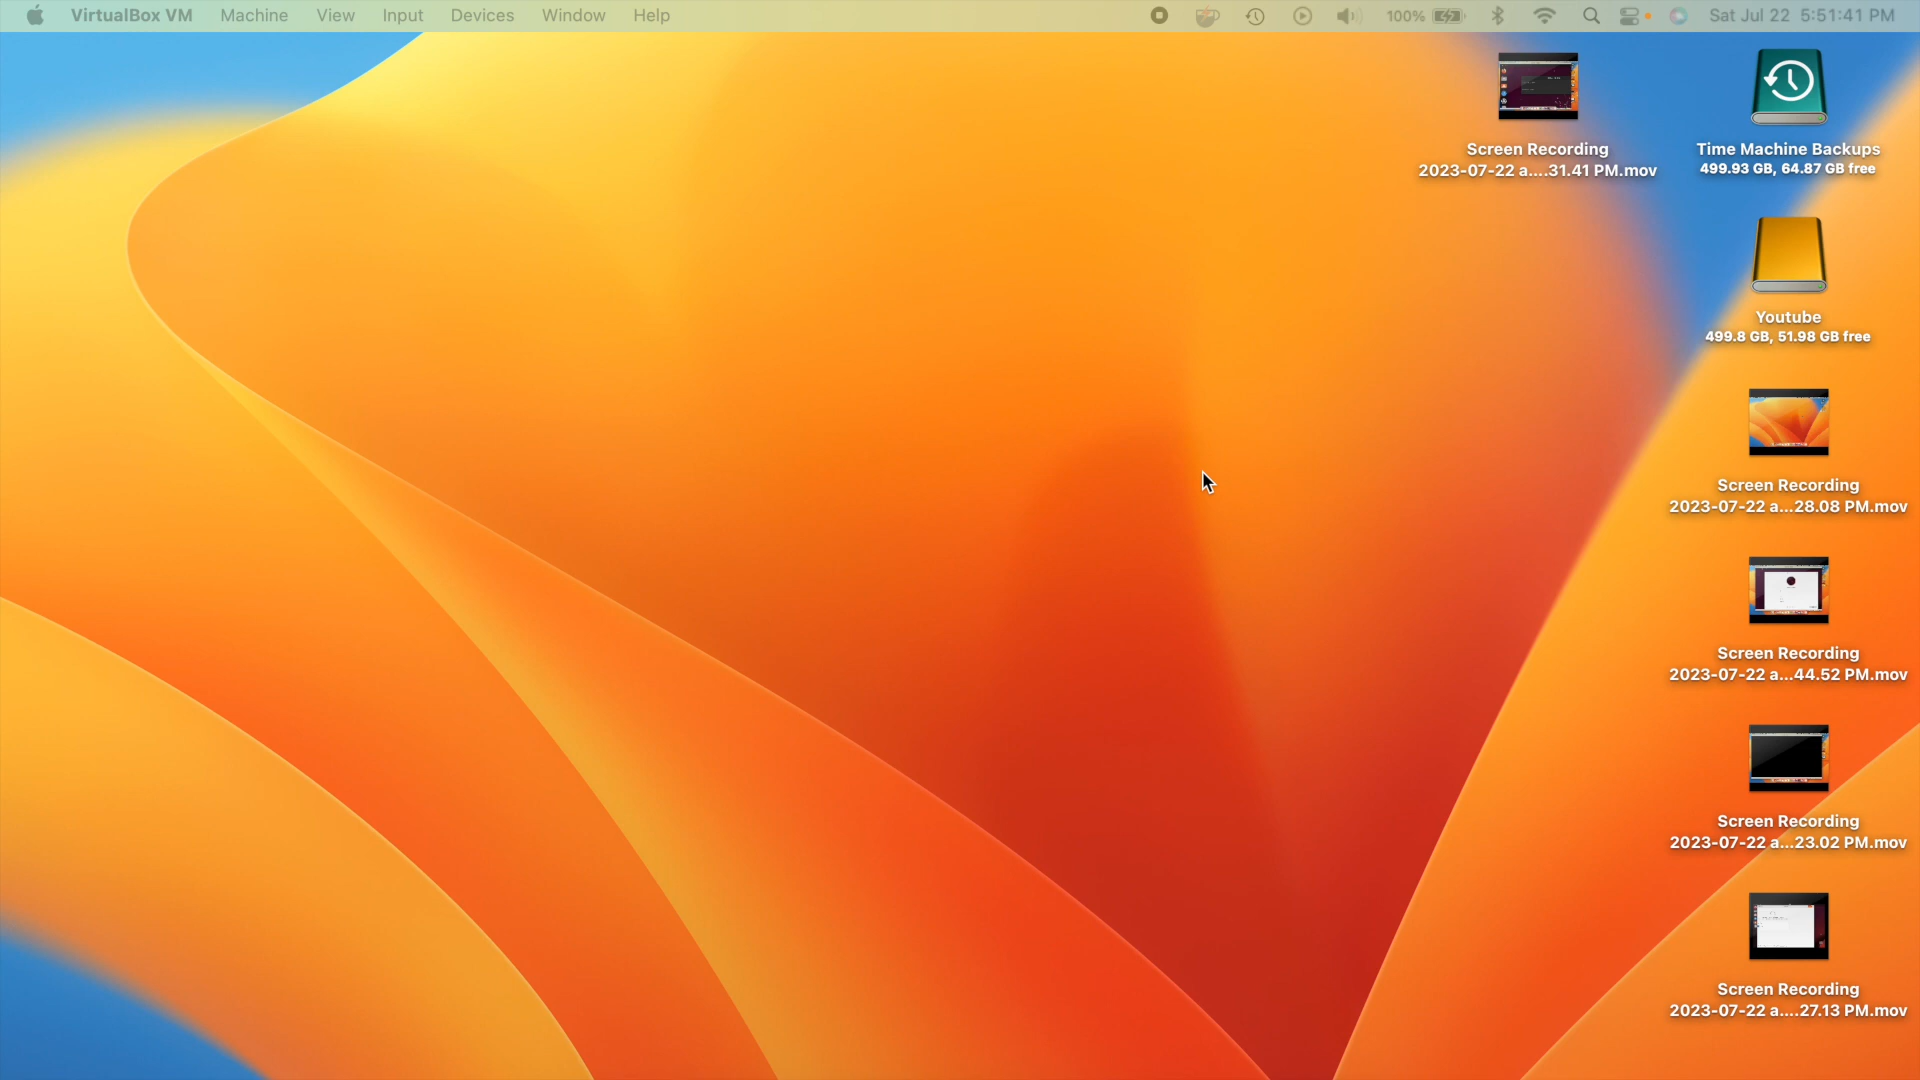 VirtualBox VM Machine View Input Devices Window Help 100% Sat Jul 22 5:51:41 PM
Screen Recording
2023-07-22 a....31.41 PM.mov
Time Machine Backups
499.93 GB, 64.87 GB free
Youtube
499.8 GB, 51.98 GB free
Screen Recording
2023-07-22 a...28.08 PM.mov
Screen Recording
2023-07-22 a...44.52 PM.mov
Screen Recording
2023-07-22 a...23.02 PM.mov
Screen Recording
2023-07-22 a....27.13 PM.mov